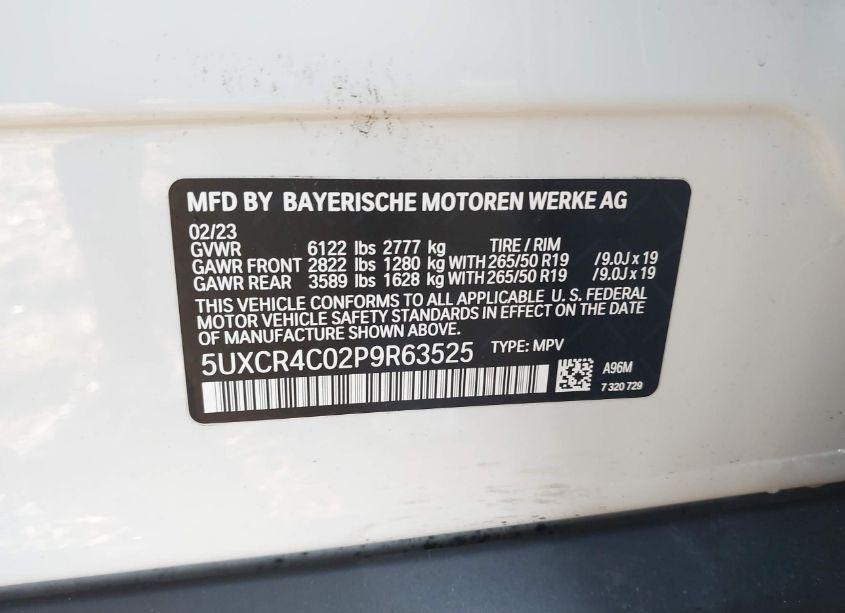 MFD BY BAYERISCHE MOTOREN WERKE AG
02/23
GVWR 6122 lbs 2777 kg TIRE / RIM
GAWR FRONT 2822 lbs 1280 kg WITH 265/50 R19 /9.0J x 19
GAWR REAR 3589 lbs 1628 kg WITH 265/50 R19 /9.0J x 19
THIS VEHICLE CONFORMS TO ALL APPLICABLE U. S. FEDERAL
MOTOR VEHICLE SAFETY STANDARDS IN EFFECT ON THE DATE
OF MANUFACTURE SHOWN ABOVE.
5UXCR4C02P9R63525 TYPE: MPV
A96M
7 320 729